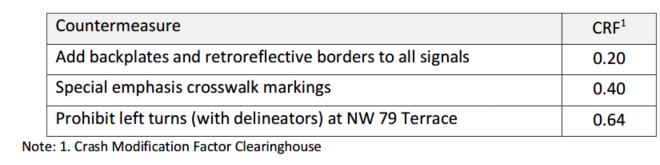 Countermeasure CRF¹
Add backplates and retroreflective borders to all signals 0.20
Special emphasis crosswalk markings 0.40
Prohibit left turns (with delineators) at NW 79 Terrace 0.64
Note: 1. Crash Modification Factor Clearinghouse